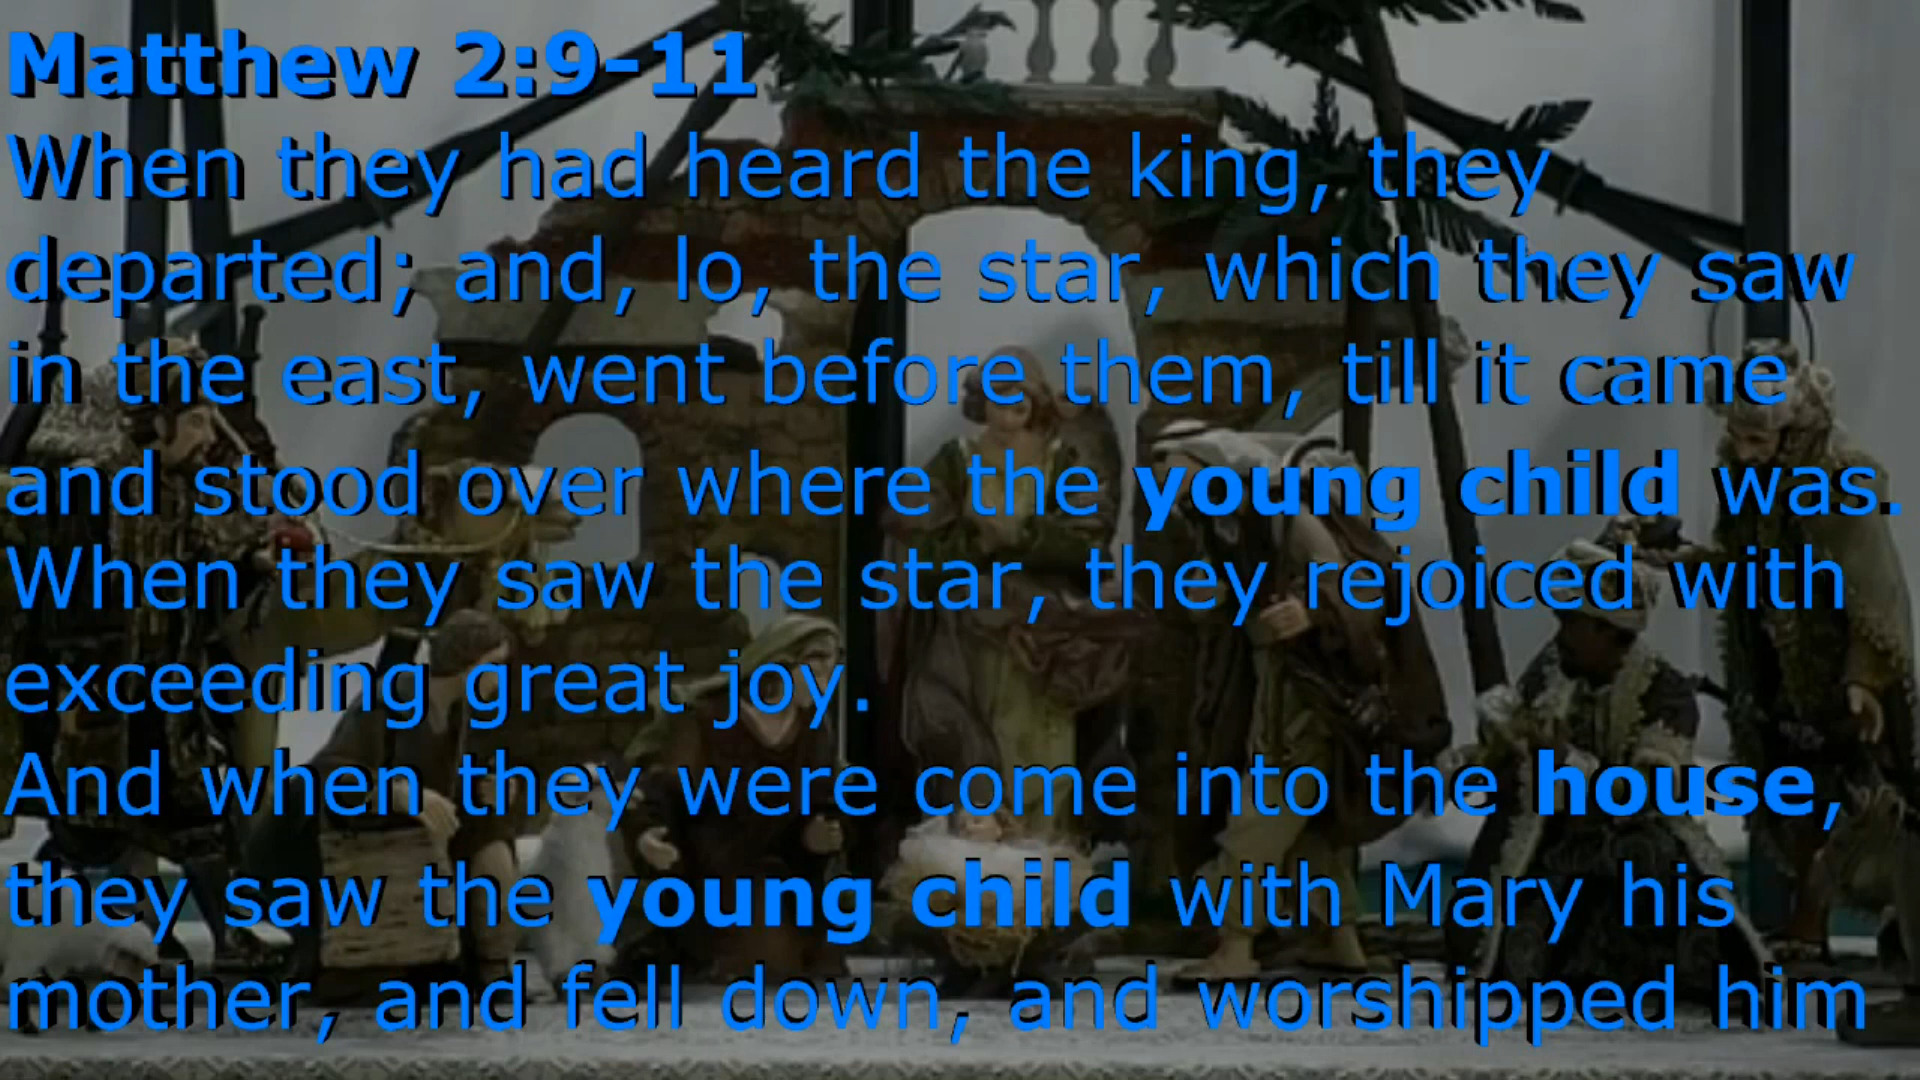 Matthew 2:9-11
When they had heard the king, they
departed; and, lo, the star, which they saw
in the east, went before them, till it came
and stood over where the young child was.
When they saw the star, they rejoiced with
exceeding great joy.
And when they were come into the house,
they saw the young child with Mary his
mother, and fell down, and worshipped him